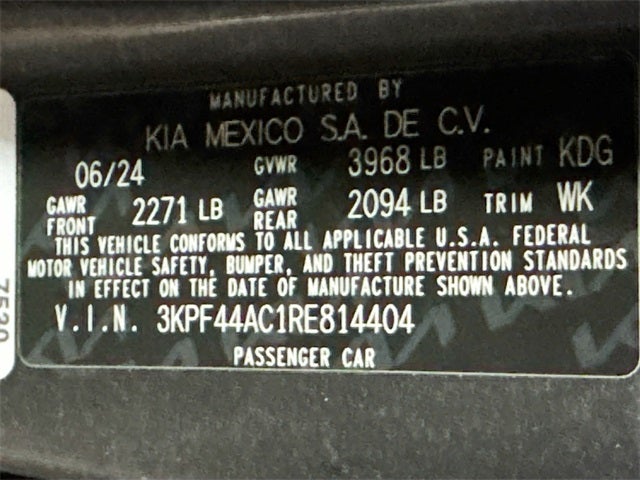 MANUFACTURED BY
KIA MEXICO S.A. DE C.V.
06/24 GVWR 3968 LB PAINT KDG
GAWR FRONT 2271 LB GAWR REAR 2094 LB TRIM WK
THIS VEHICLE CONFORMS TO ALL APPLICABLE U.S.A. FEDERAL
MOTOR VEHICLE SAFETY, BUMPER, AND THEFT PREVENTION STANDARDS
IN EFFECT ON THE DATE OF MANUFACTURE SHOWN ABOVE.
V.I.N. 3KPF44AC1RE814404
PASSENGER CAR